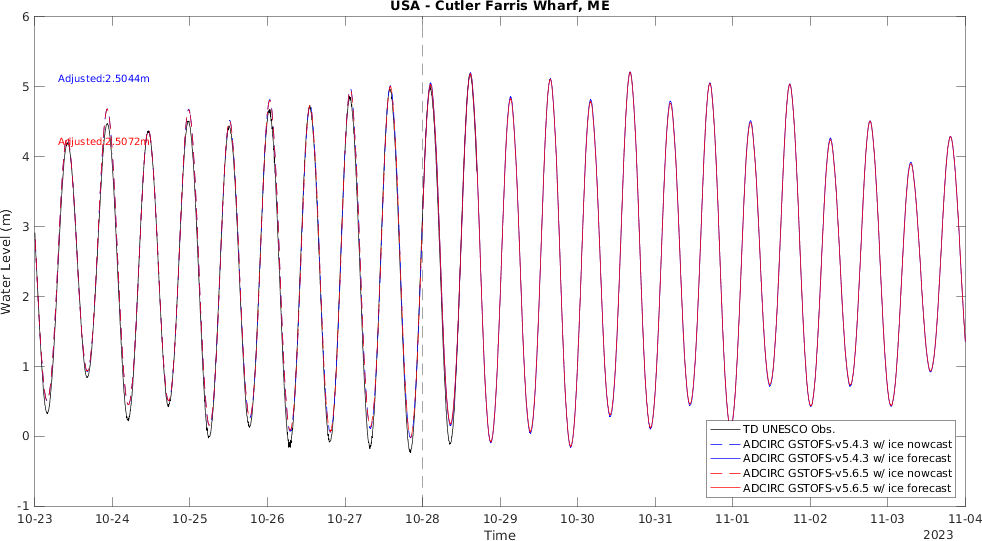 USA - Cutler Farris Wharf, ME
6
5
4
3
2
1
0
-1
Water Level (m)
Adjusted:2.5044m
Adjusted:2.5072m
TD UNESCO Obs.
ADCIRC GSTOFS-v5.4.3 w/ ice nowcast
ADCIRC GSTOFS-v5.4.3 w/ ice forecast
ADCIRC GSTOFS-v5.6.5 w/ ice nowcast
ADCIRC GSTOFS-v5.6.5 w/ ice forecast
10-23 10-24 10-25 10-26 10-27 10-28 10-29 10-30 10-31 11-01 11-02 11-03 11-04
Time
2023